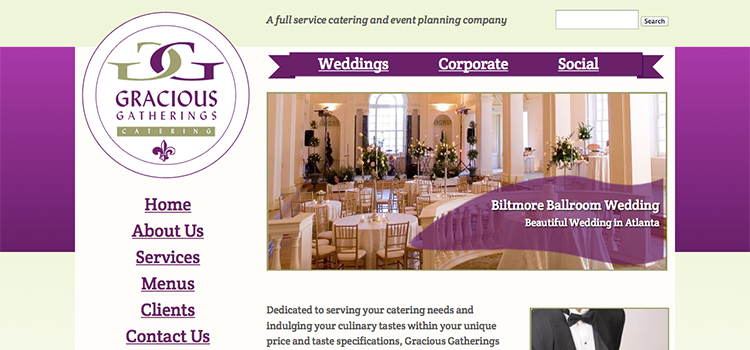 A full service catering and event planning company
Search
GG
GRACIOUS
GATHERINGS
CATERING
Weddings Corporate Social
Biltmore Ballroom Wedding
Beautiful Wedding in Atlanta
Home
About Us
Services
Menus
Clients
Contact Us
Dedicated to serving your catering needs and
indulging your culinary tastes within your unique
price and taste specifications, Gracious Gatherings